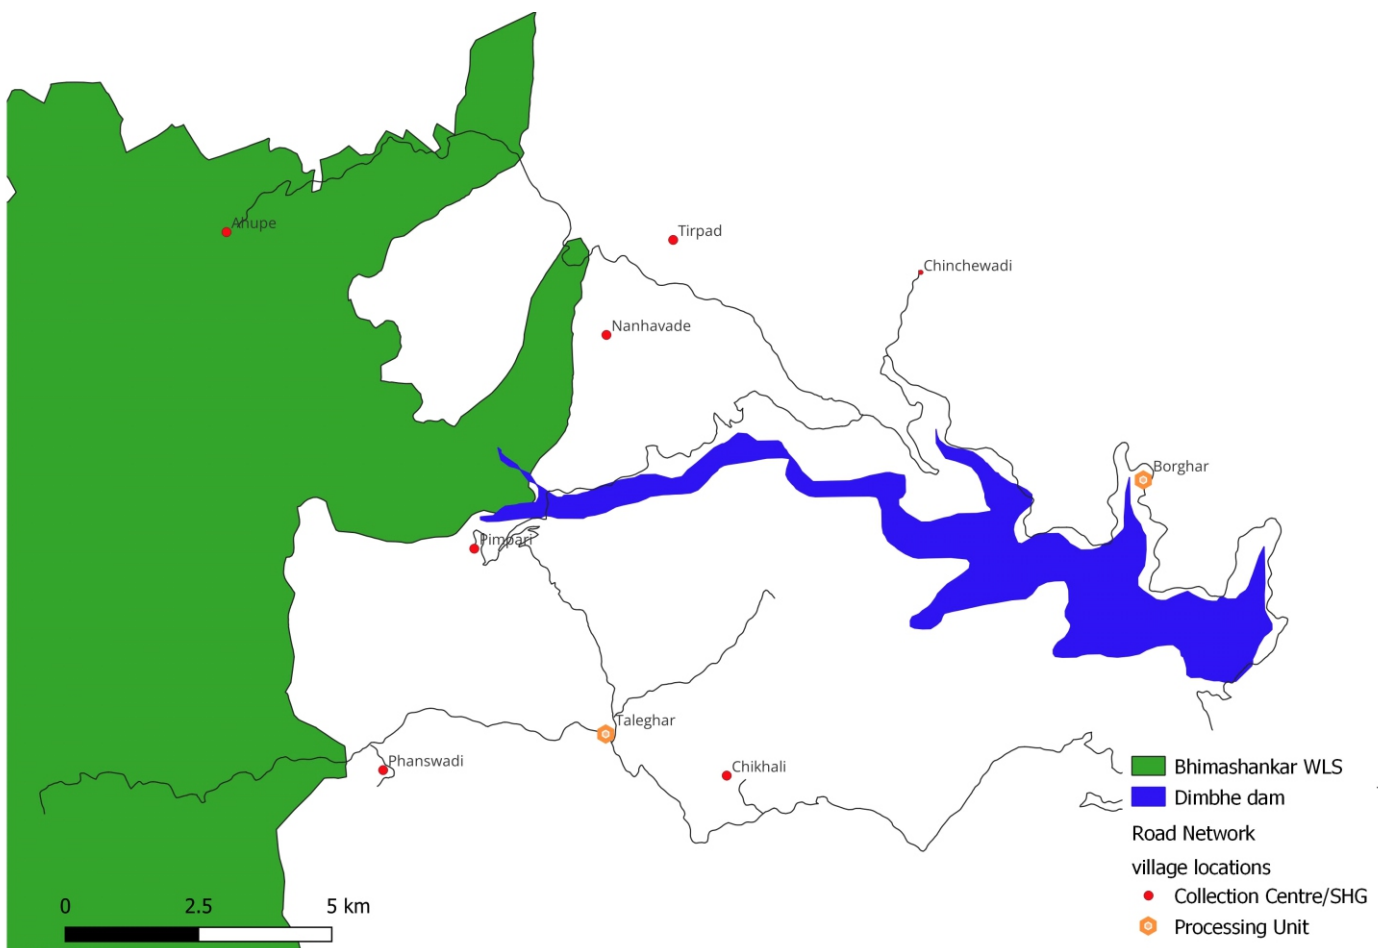 Ahupe
Tirpad
Chinchewadi
Nanhavade
Borghar
Pimpari
Taleghar
Phanswadi
Chikhali
Bhimashankar WLS
Dimbhe dam
Road Network
village locations
Collection Centre/SHG
Processing Unit
0 2.5 5 km